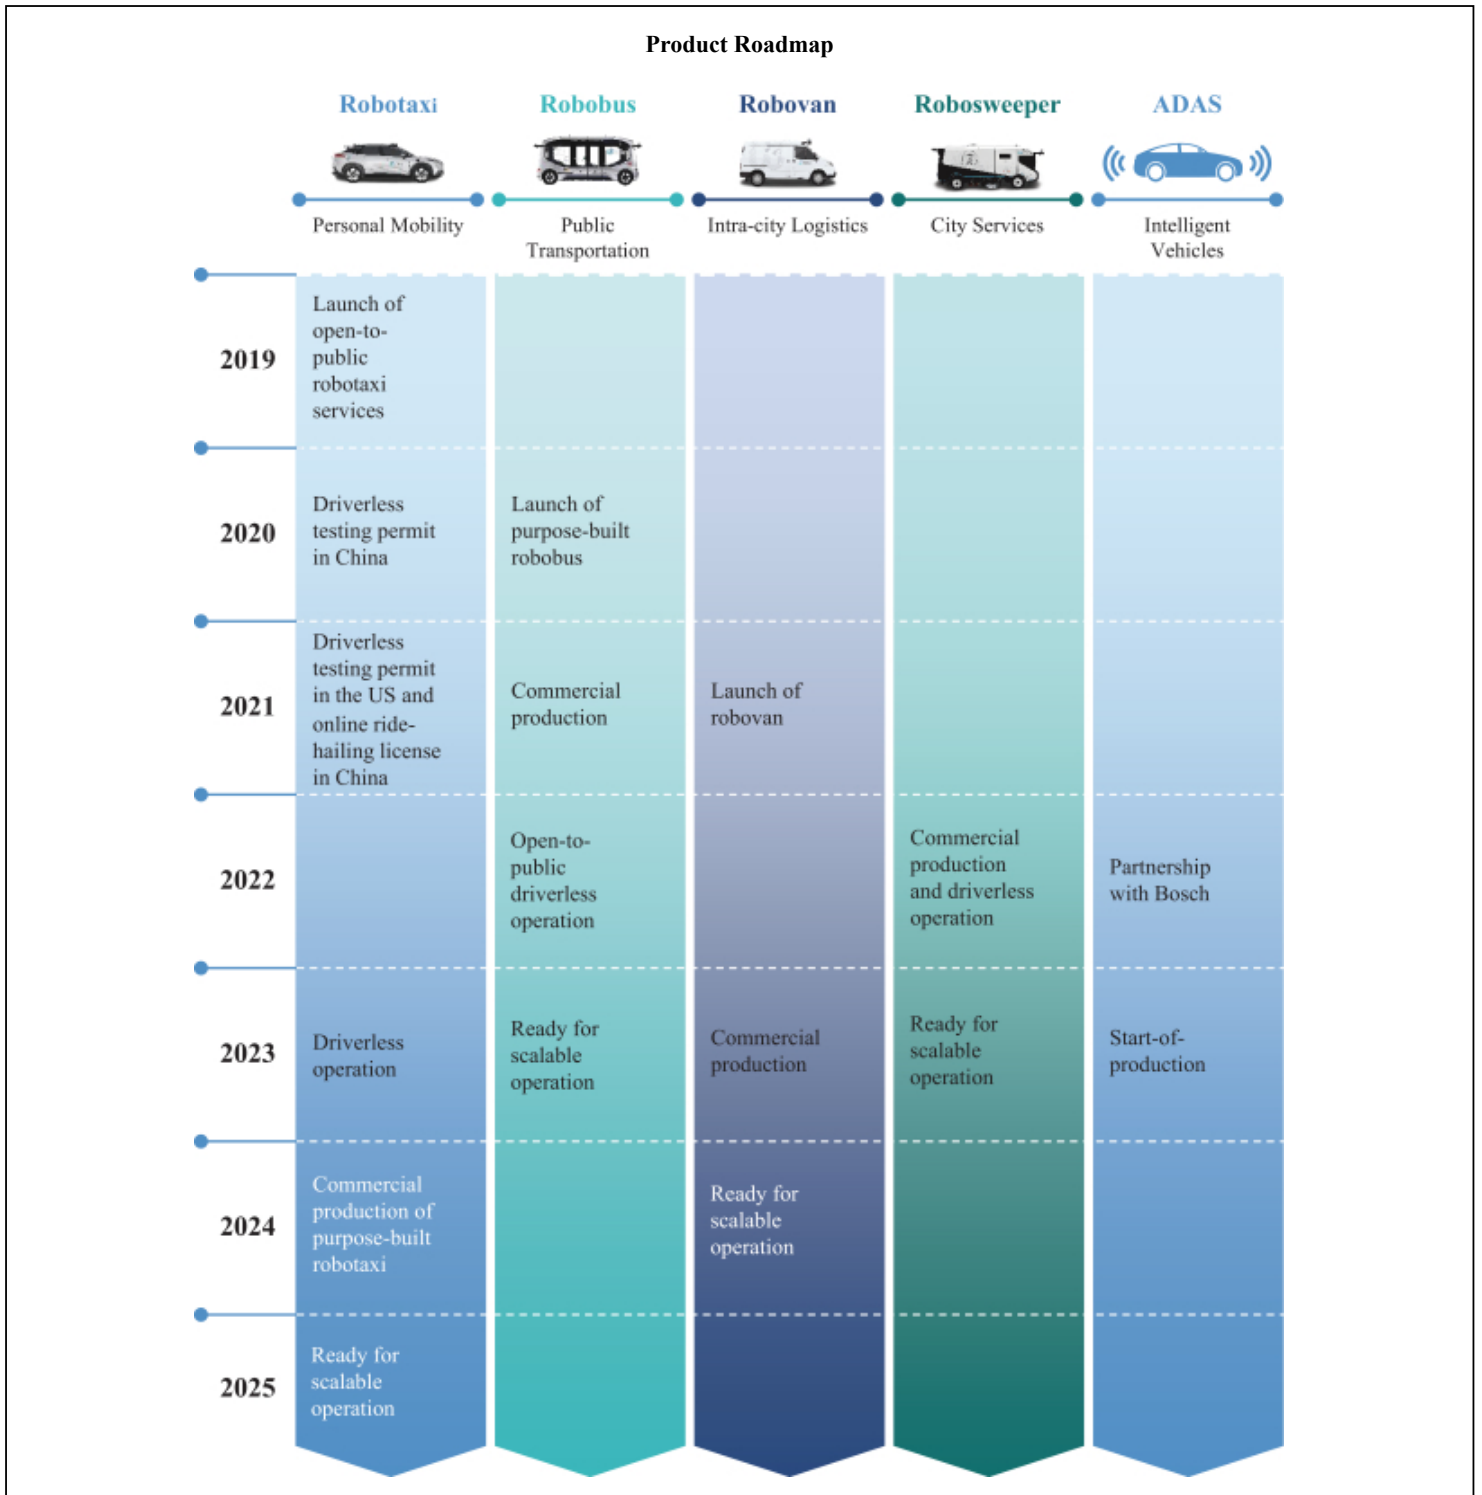 Product Roadmap
Robotaxi
Robobus
Robovan
Robosweeper
ADAS
Personal Mobility
Public
Transportation
Intra-city Logistics
City Services
Intelligent
Vehicles
2019
Launch of
open-to-
public
robotaxi
services
2020
Driverless
testing permit
in China
Launch of
purpose-built
robobus
2021
Driverless
testing permit
in the US and
online ride-
hailing license
in China
Commercial
production
Launch of
robovan
2022
Open-to-
public
driverless
operation
Commercial
production
and driverless
operation
Partnership
with Bosch
2023
Driverless
operation
Ready for
scalable
operation
Commercial
production
Ready for
scalable
operation
Start-of-
production
2024
Commercial
production of
purpose-built
robotaxi
Ready for
scalable
operation
2025
Ready for
scalable
operation